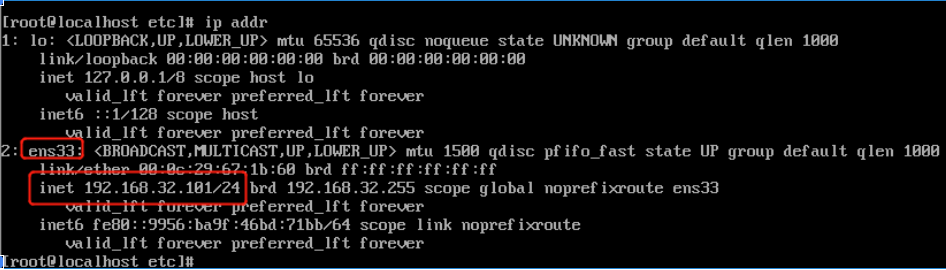 [root@localhost etc]# ip addr
1: lo: <LOOPBACK,UP,LOWER_UP> mtu 65536 qdisc noqueue state UNKNOWN group default qlen 1000
link/loopback 00:00:00:00:00:00 brd 00:00:00:00:00:00
inet 127.0.0.1/8 scope host lo
valid_lft forever preferred_lft forever
inet6 ::1/128 scope host
valid_lft forever preferred_lft forever
2: ens33: <BROADCAST,MULTICAST,UP,LOWER_UP> mtu 1500 qdisc pfifo_fast state UP group default qlen 1000
link/ether 00:0c:29:67:1b:60 brd ff:ff:ff:ff:ff:ff
inet 192.168.32.101/24 brd 192.168.32.255 scope global noprefixroute ens33
valid_lft forever preferred_lft forever
inet6 fe80::9956:ba9f:46bd:71bb/64 scope link noprefixroute
valid_lft forever preferred_lft forever
[root@localhost etc]#